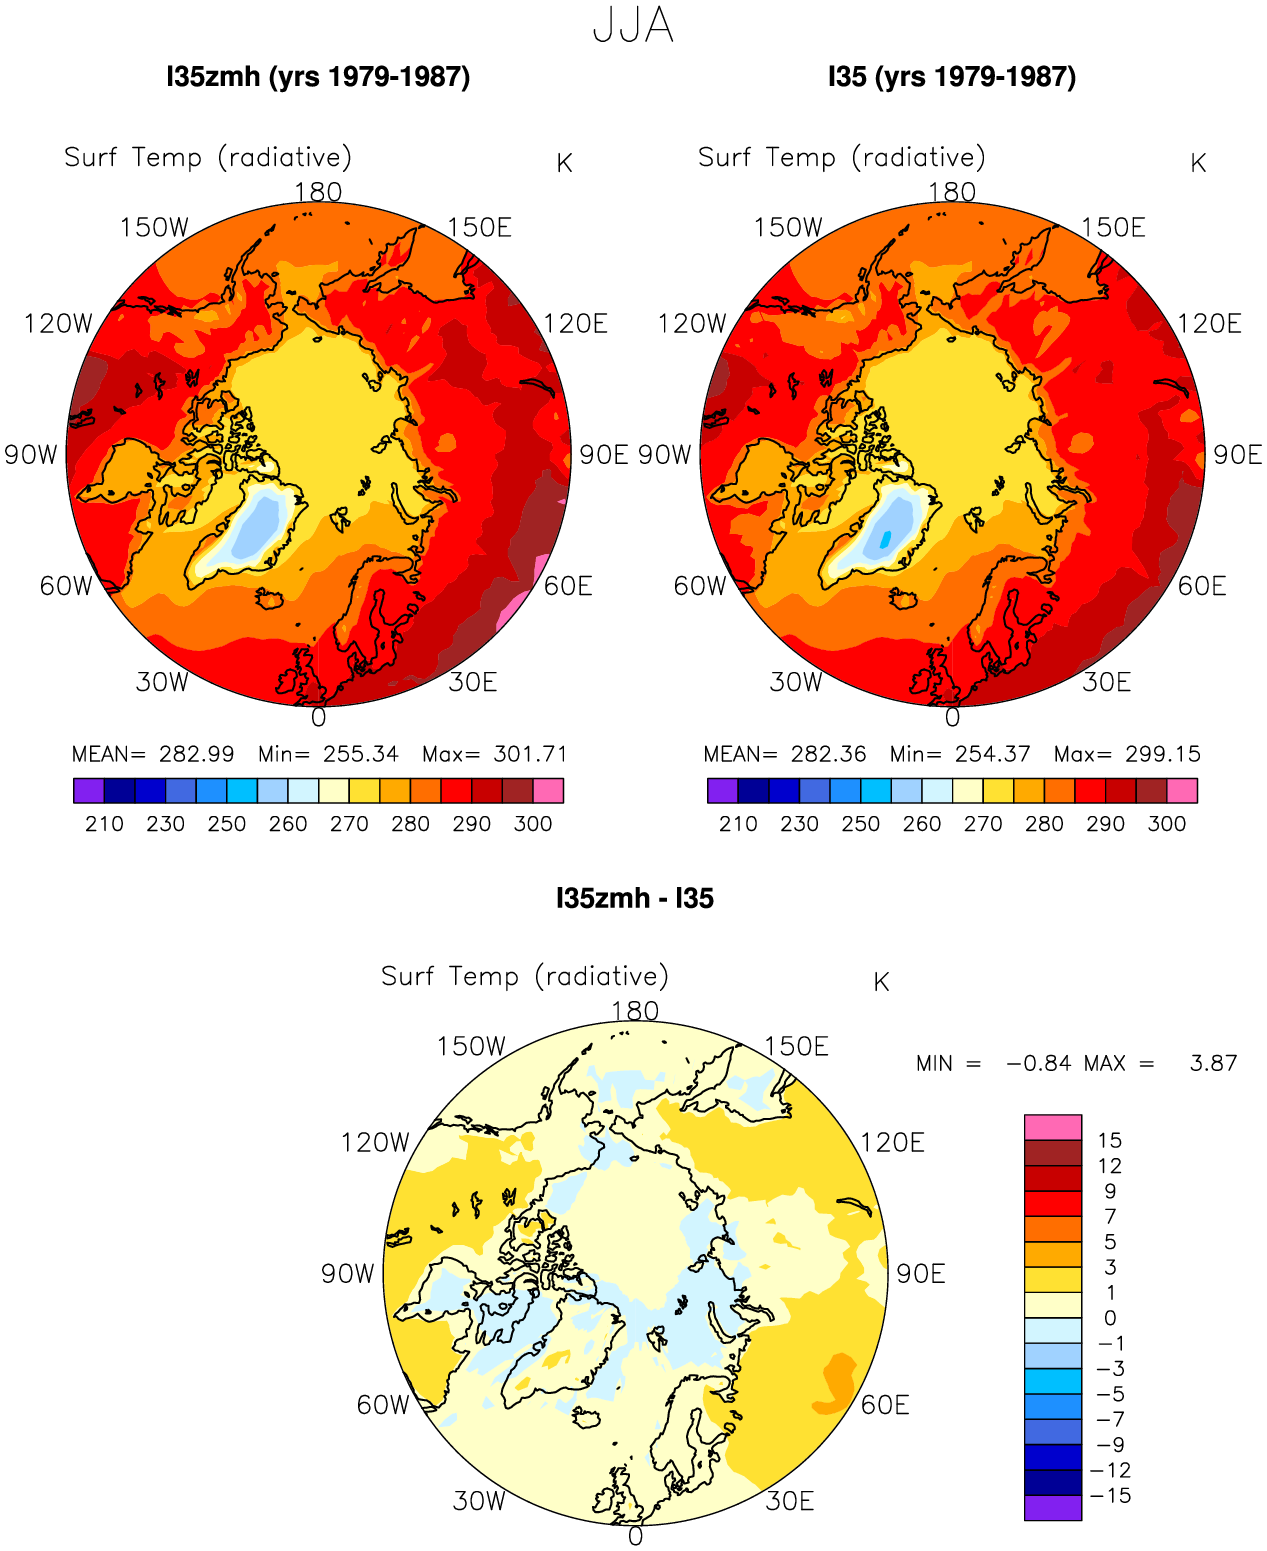 JJA
I35zmh (yrs 1979-1987)
I35 (yrs 1979-1987)
Surf Temp (radiative) K
Surf Temp (radiative) K
180
150W 150E
120W 120E
90W 90E
60W 60E
30W 30E
0
180
150W 150E
120W 120E
90W 90E
60W 60E
30W 30E
0
MEAN= 282.99 Min= 255.34 Max= 301.71
210 230 250 260 270 280 290 300
MEAN= 282.36 Min= 254.37 Max= 299.15
210 230 250 260 270 280 290 300
I35zmh - I35
Surf Temp (radiative) K
180
150W 150E
120W 120E
90W 90E
60W 60E
30W 30E
0
MIN = −0.84 MAX = 3.87
15
12
9
7
5
3
1
0
−1
−3
−5
−7
−9
−12
−15